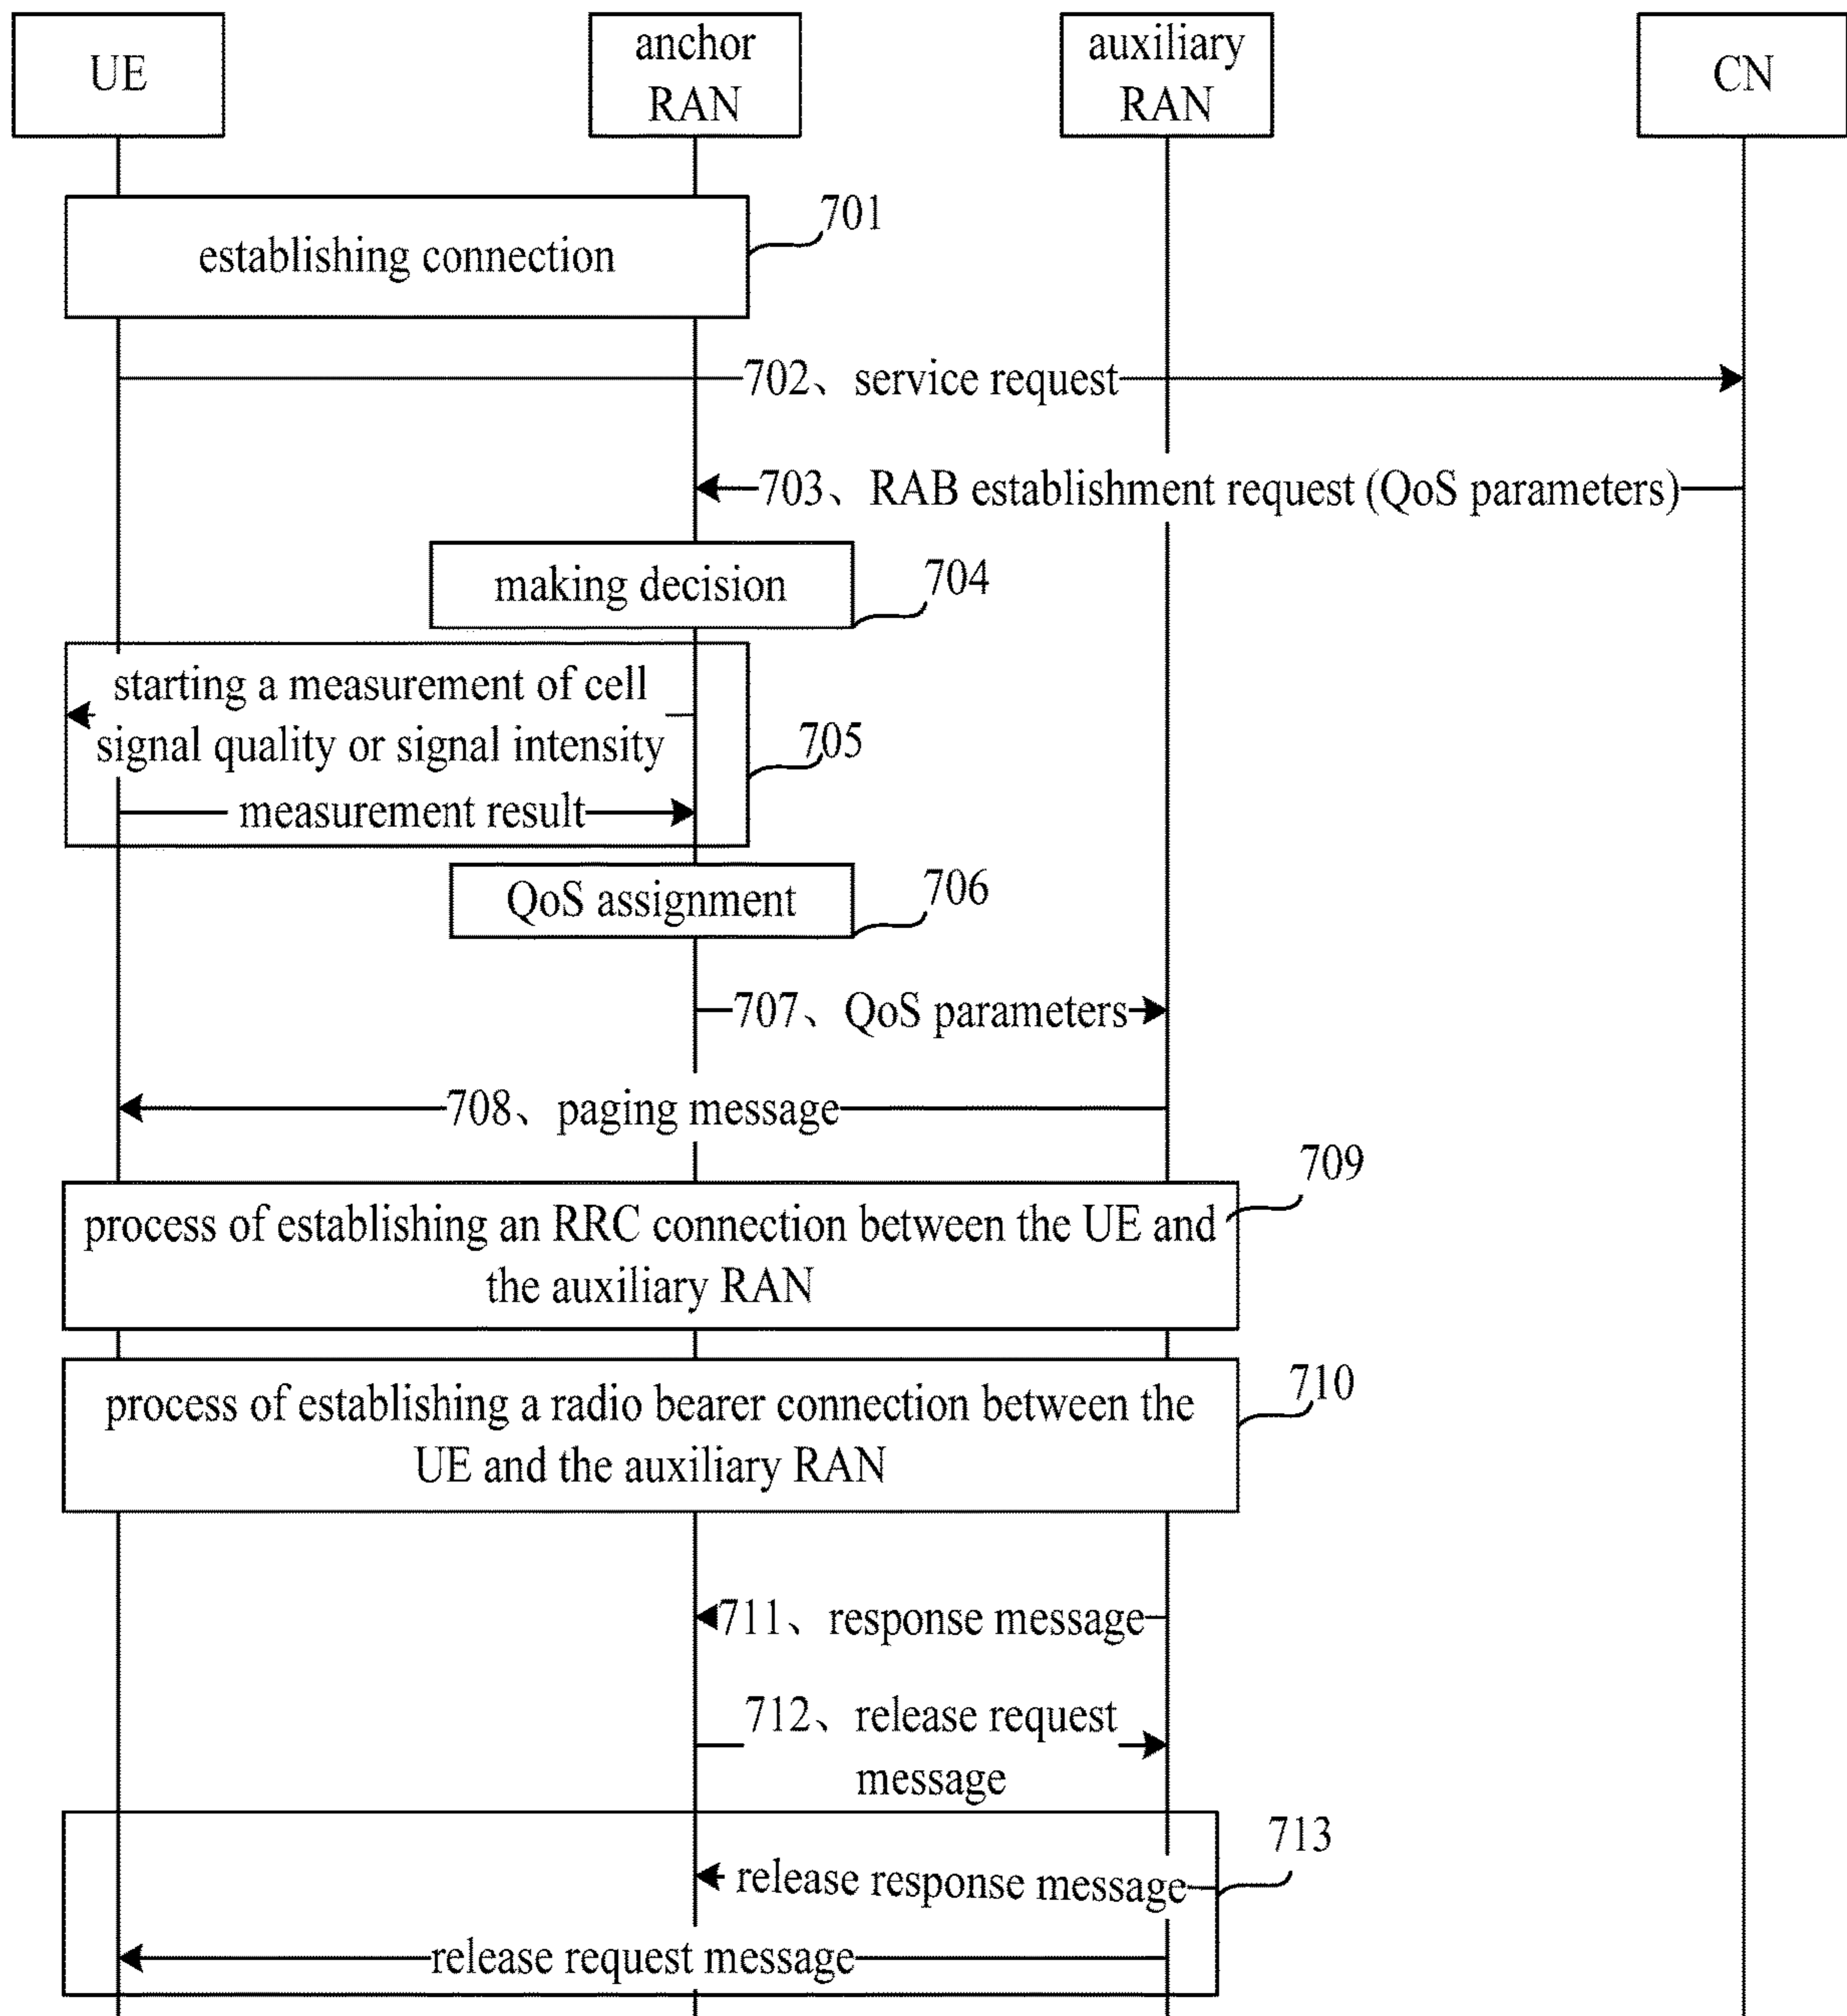 UE
anchor
RAN
auxiliary
RAN
CN
701
establishing connection
702、service request
703、RAB establishment request (QoS parameters)
making decision
704
starting a measurement of cell
signal quality or signal intensity
705
measurement result
QoS assignment
706
707、QoS parameters
708、paging message
709
process of establishing an RRC connection between the UE and
the auxiliary RAN
710
process of establishing a radio bearer connection between the
UE and the auxiliary RAN
711、response message
712、release request
message
713
release response message
release request message